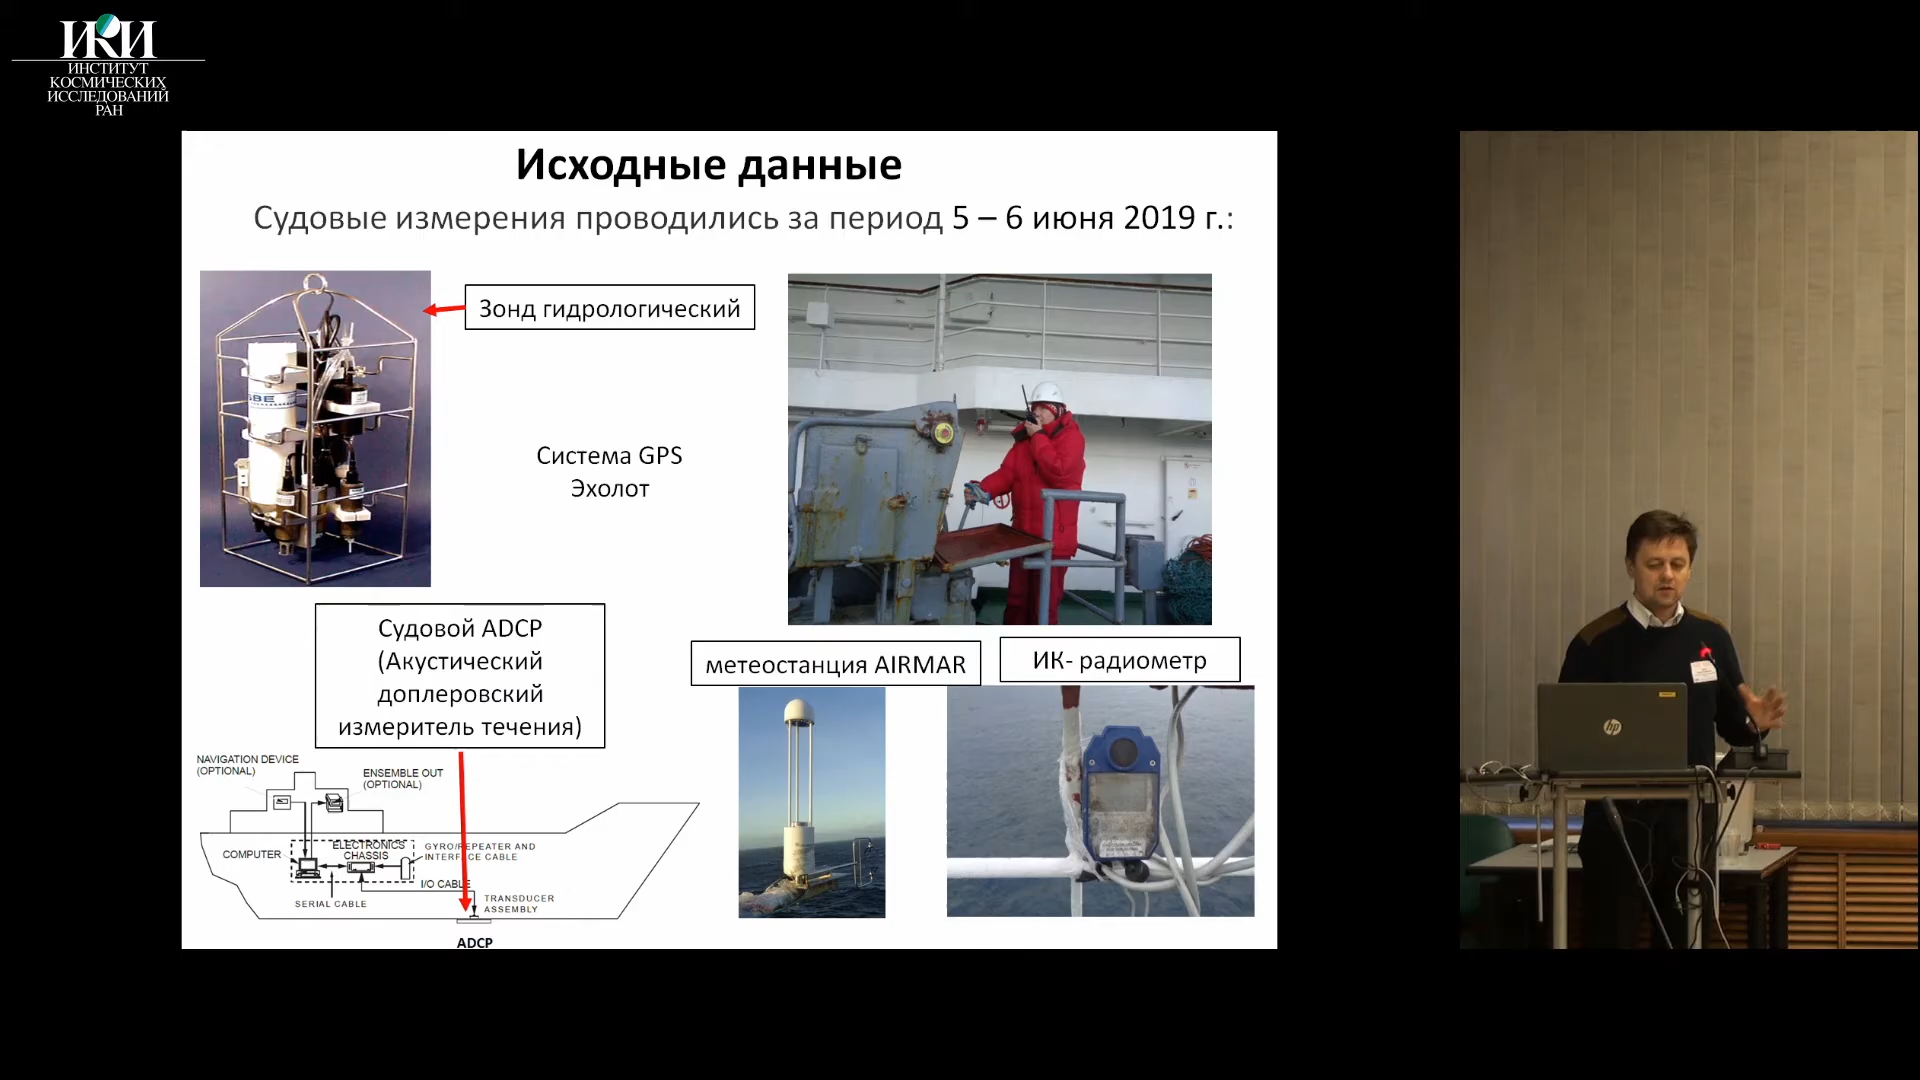 ИКИ
ИНСТИТУТ
КОСМИЧЕСКИХ
ИССЛЕДОВАНИЙ
РАН
Исходные данные
Судовые измерения проводились за период 5 – 6 июня 2019 г.:
Зонд гидрологический
SBE
Система GPS
Эхолот
Судовой ADCP
(Акустический
доплеровский
измеритель течения)
метеостанция AIRMAR
ИК- радиометр
NAVIGATION DEVICE
(OPTIONAL)
ENSEMBLE OUT
(OPTIONAL)
COMPUTER
ELECTRONICS
CHASSIS
GYRO/REPEATER AND
INTERFACE CABLE
I/O CABLE
SERIAL CABLE
TRANSDUCER
ASSEMBLY
ADCP
hp